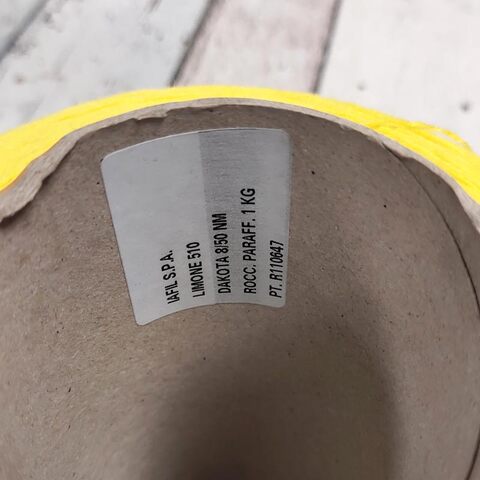 IAFIL S.P.A.
LIMONE 510
DAKOTA 8/50 NM
ROCC. PARAFF. 1 KG
PT. R110647